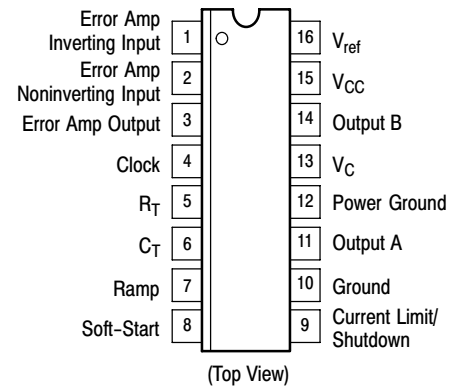 Error Amp
Inverting Input
1
16
Vref
Error Amp
Noninverting Input
2
15
VCC
Error Amp Output
3
14
Output B
Clock
4
13
VC
RT
5
12
Power Ground
CT
6
11
Output A
Ramp
7
10
Ground
Soft-Start
8
9
Current Limit/
Shutdown
(Top View)